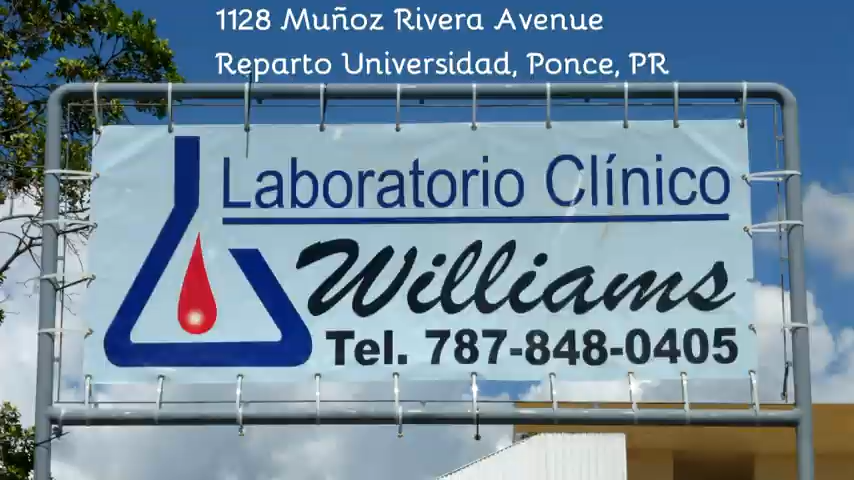 1128 Muñoz Rivera Avenue
Reparto Universidad, Ponce, PR
Laboratorio Clínico
Williams
Tel. 787-848-0405